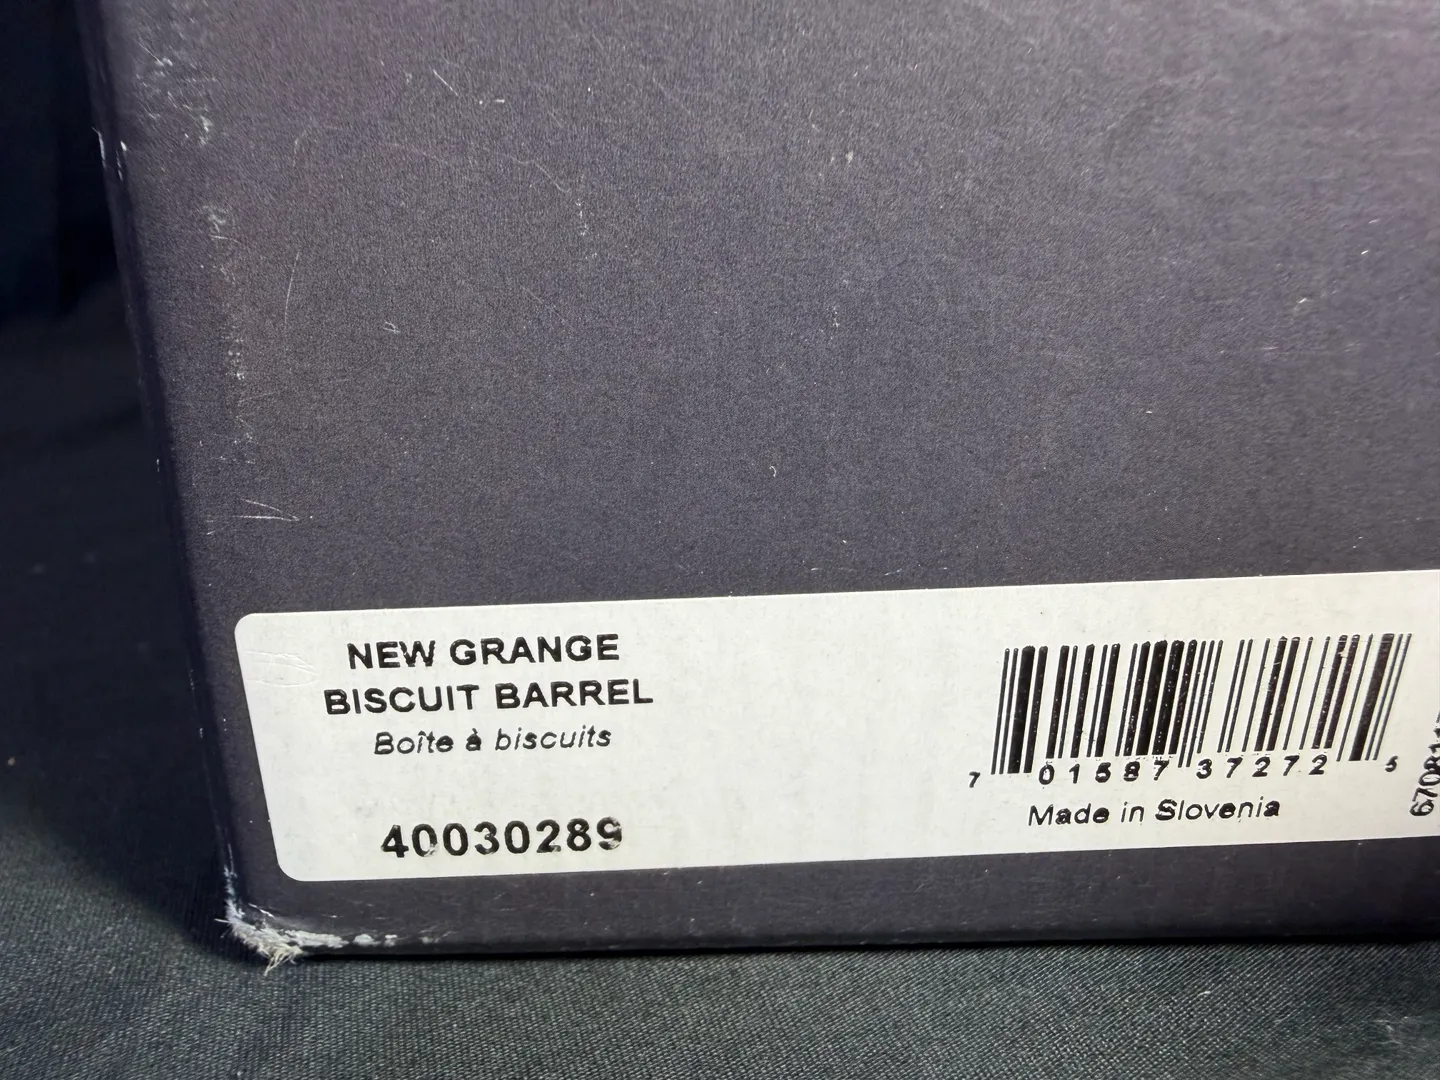 NEW GRANGE
BISCUIT BARREL
Boîte à biscuits
40030289
7 01587 37272 5
Made in Slovenia